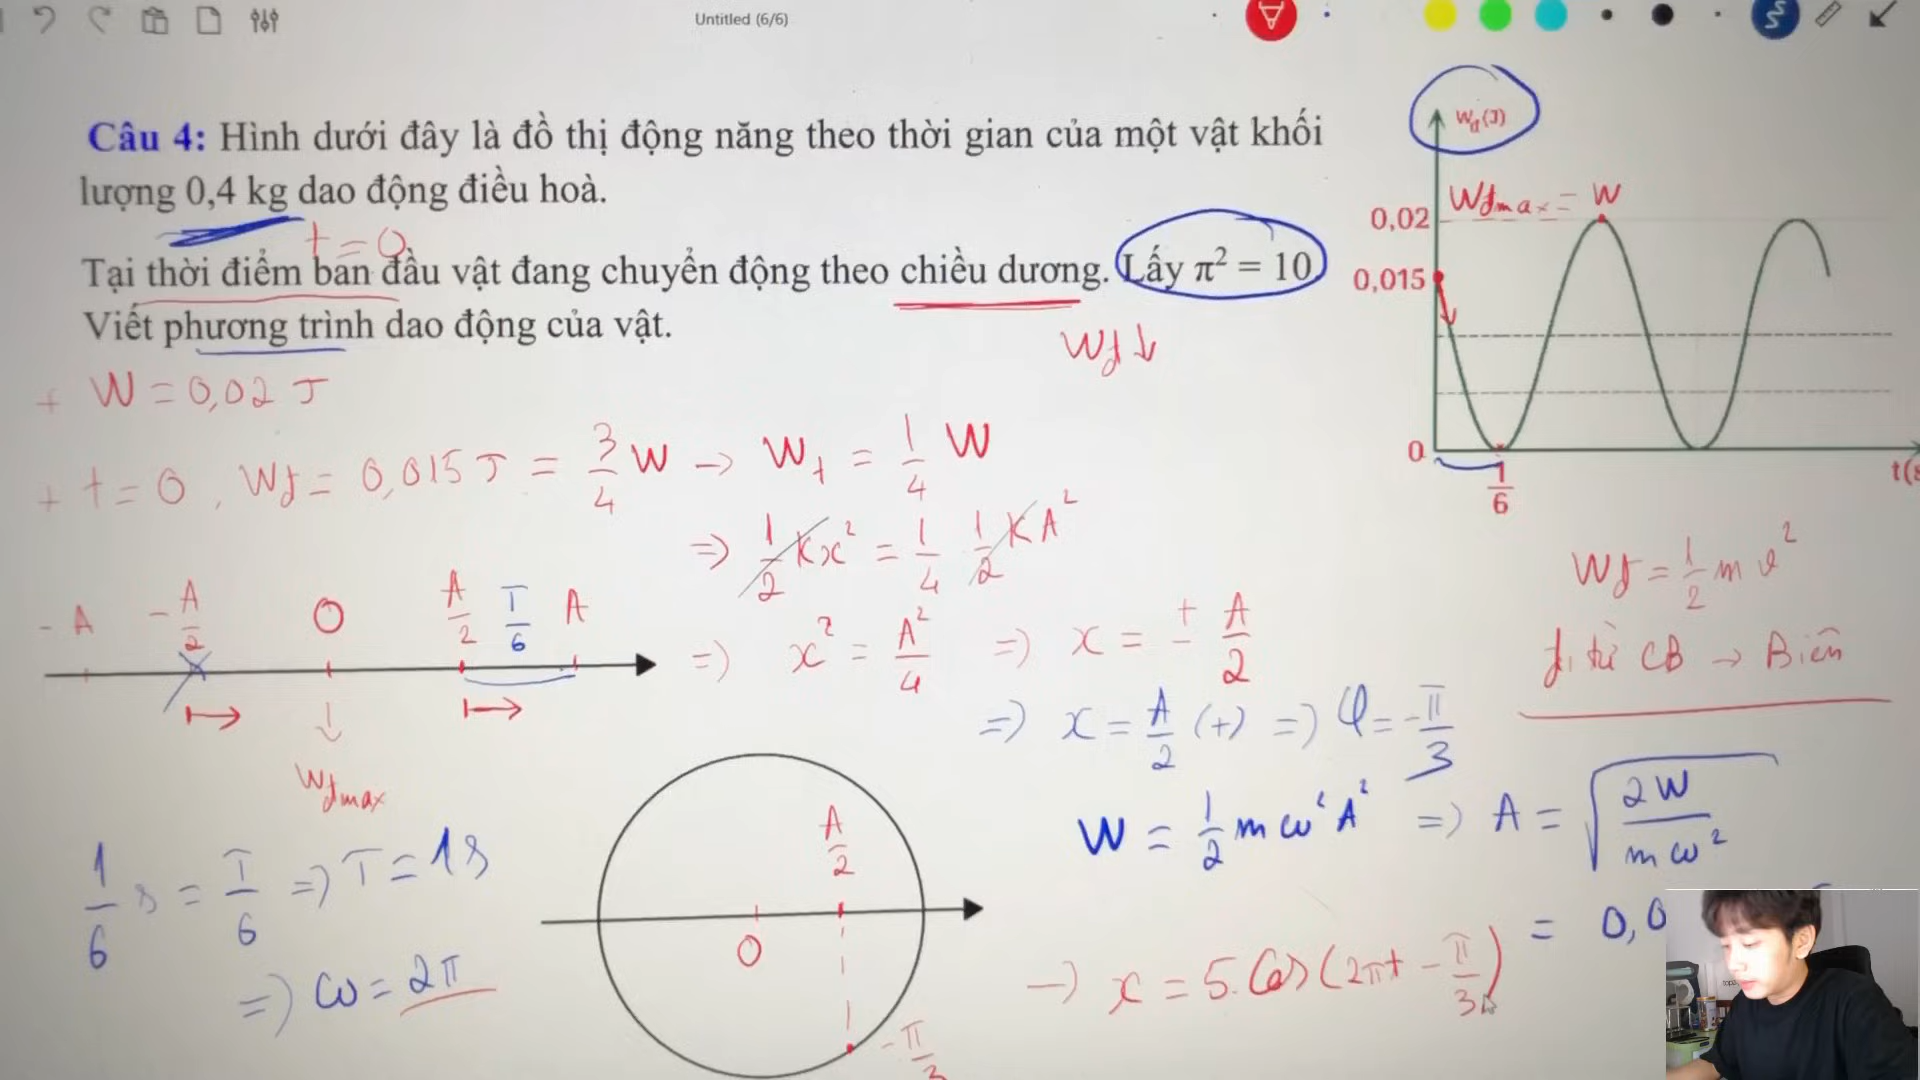 Untitled (6/6)
Câu 4: Hình dưới đây là đồ thị động năng theo thời gian của một vật khối
lượng 0,4 kg dao động điều hoà.
t = 0
Tại thời điểm ban đầu vật đang chuyển động theo chiều dương. Lấy π² = 10
Viết phương trình dao động của vật.
Wđ ↓
Wđ(J)
Wđmax = W
0,02
0,015
0
1/6
+ W = 0,02 J
+ t = 0 , Wđ = 0,015 J = 3/4 W → Wt = 1/4 W
=> 1/2 Kx² = 1/4 1/2 KA²
=> x² = A²/4 => x = ± A/2
=> x = A/2 (+) => φ = -π/3
- A -A/2 O A/2 T/6 A
Wđmax
Wđ = 1/2 m v²
đi từ CB → Biên
W = 1/2 mω²A² => A = √(2W/mω²)
= 0,0
1/6 s = T/6 => T = 1s
=> ω = 2π
A/2
O
-π/3
→ x = 5.Cos(2πt - π/3)